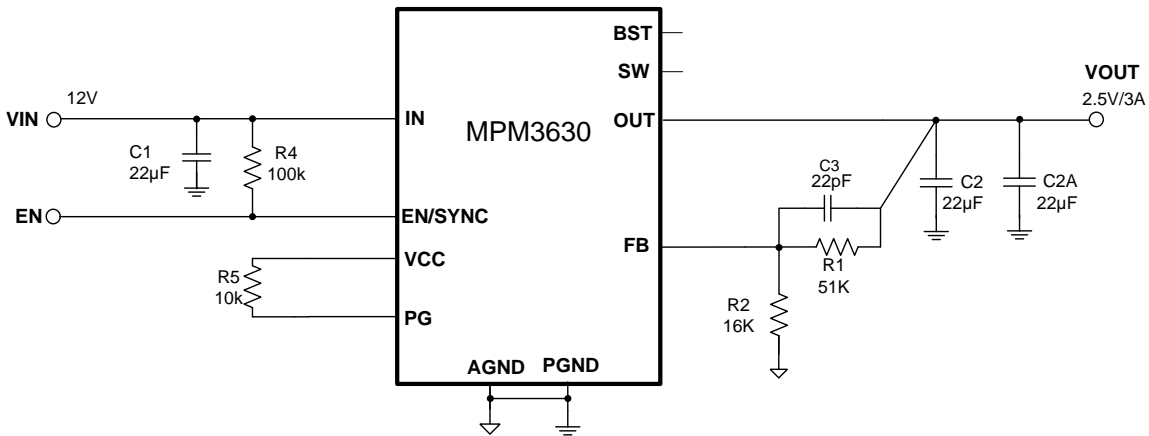 BST
SW
VOUT
12V
2.5V/3A
VIN
IN
MPM3630
OUT
C1
22µF
R4
100k
C3
22pF
C2
22µF
C2A
22µF
EN
EN/SYNC
FB
VCC
R1
51K
R5
10k
R2
16K
PG
AGND
PGND